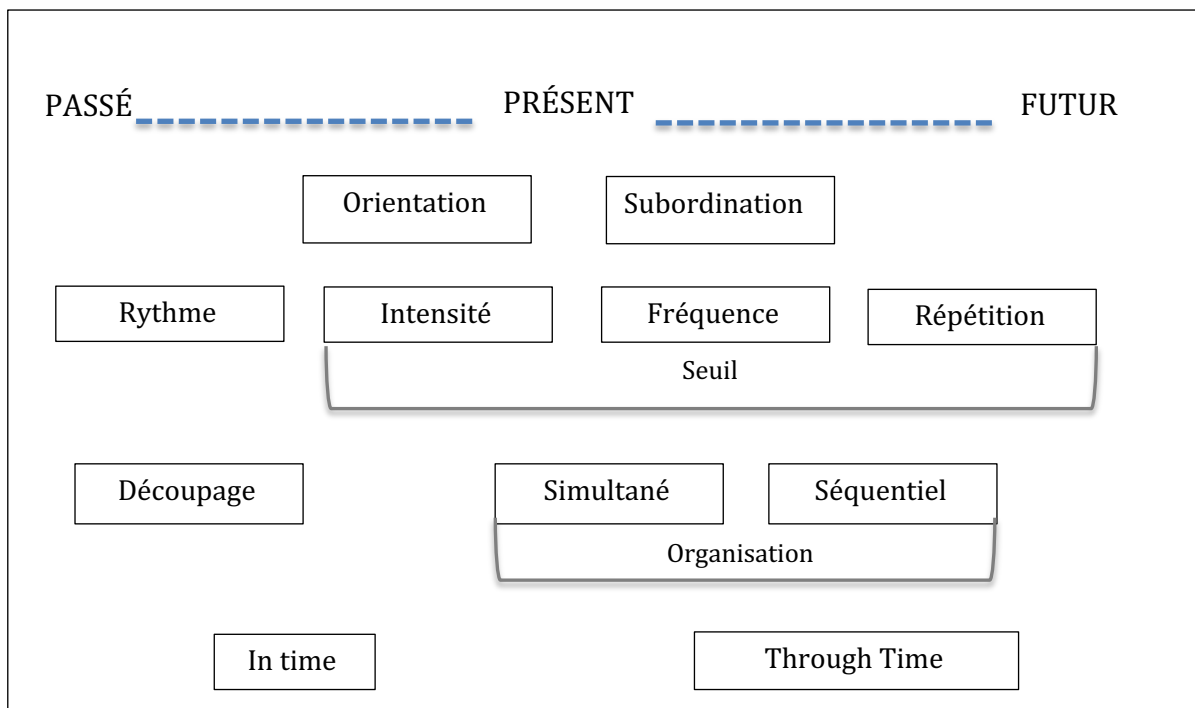 PASSÉ PRÉSENT FUTUR
Orientation Subordination
Rythme Intensité Fréquence Répétition
Seuil
Découpage Simultané Séquentiel
Organisation
In time Through Time